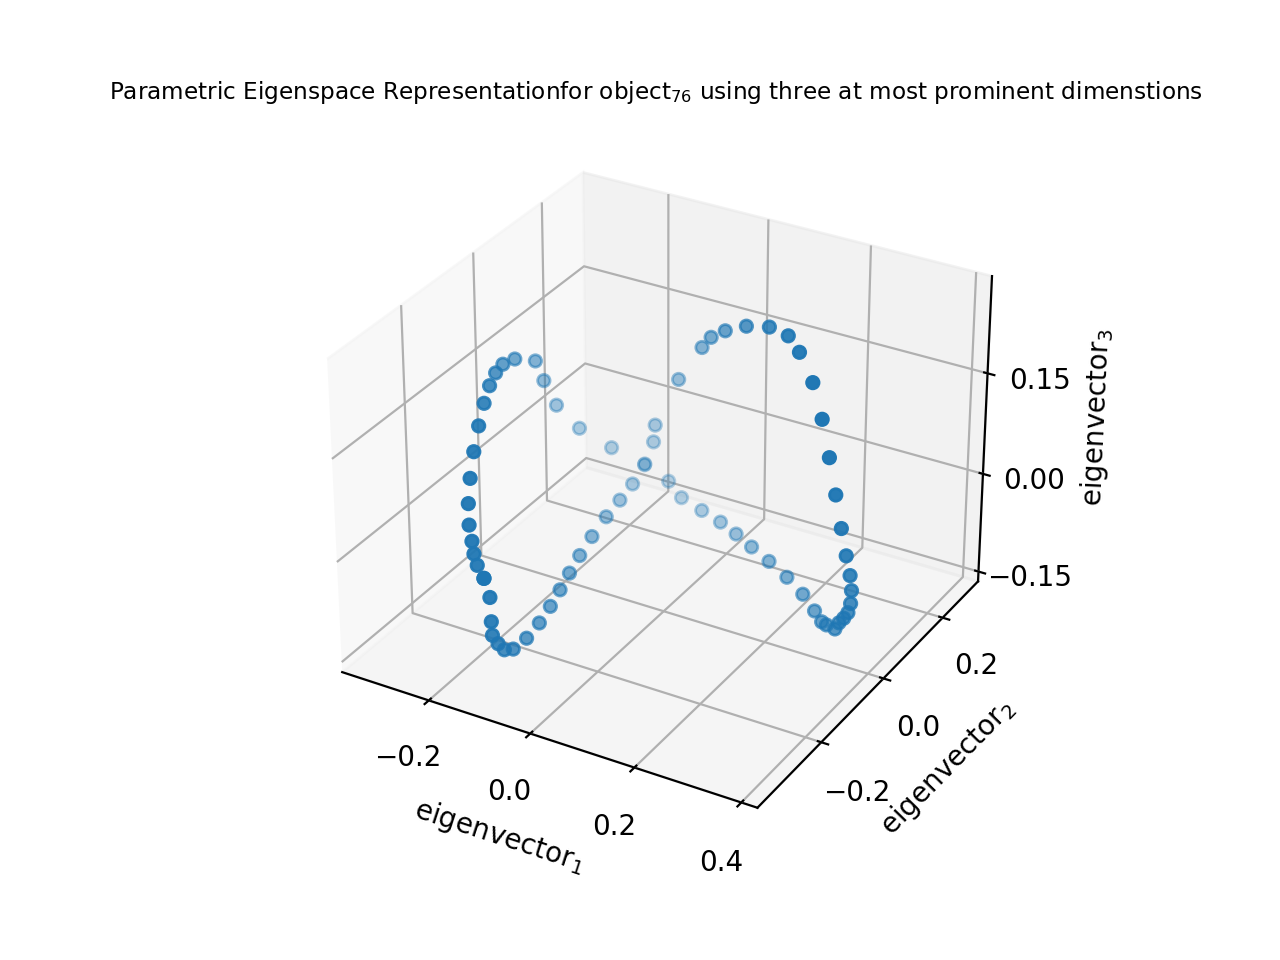 Parametric Eigenspace Representationfor object₇₆ using three at most prominent dimenstions
0.15
0.00
−0.15
eigenvector₃
0.2
0.0
−0.2
eigenvector₂
−0.2
0.0
0.2
0.4
eigenvector₁